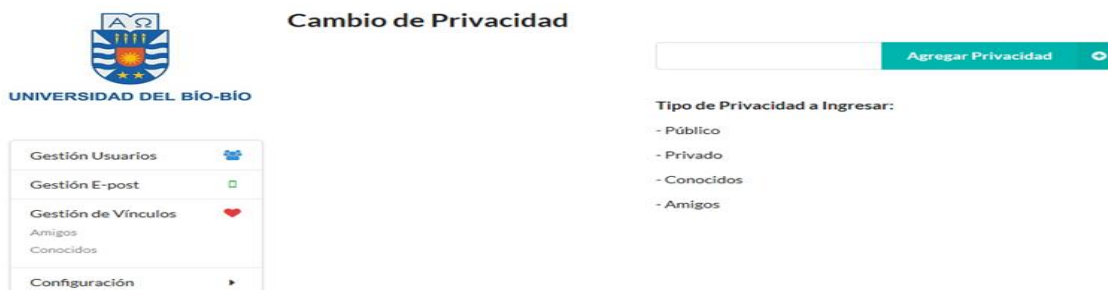 Cambio de Privacidad
ΑΩ
UNIVERSIDAD DEL BÍO-BÍO
Agregar Privacidad
Tipo de Privacidad a Ingresar:
- Público
- Privado
- Conocidos
- Amigos
Gestión Usuarios
Gestión E-post
Gestión de Vínculos
Amigos
Conocidos
Configuración